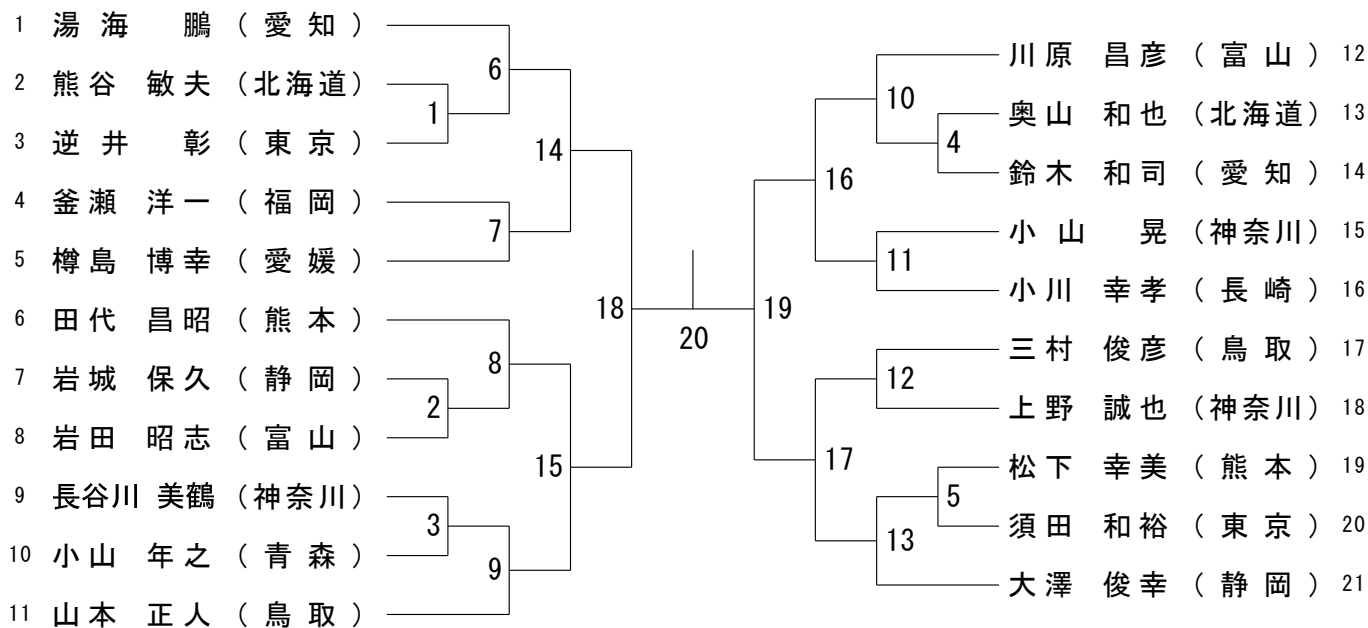 1 湯海 鵬 (愛知)
2 熊谷 敏夫 (北海道)
3 逆井 彰 (東京)
4 釜瀬 洋一 (福岡)
5 樽島 博幸 (愛媛)
6 田代 昌昭 (熊本)
7 岩城 保久 (静岡)
8 岩田 昭志 (富山)
9 長谷川 美鶴 (神奈川)
10 小山 年之 (青森)
11 山本 正人 (鳥取)
6
1
14
7
18
8
2
15
3
9
20
10
4
16
11
19
12
17
5
13
川原 昌彦 (富山) 12
奥山 和也 (北海道) 13
鈴木 和司 (愛知) 14
小山 晃 (神奈川) 15
小川 幸孝 (長崎) 16
三村 俊彦 (鳥取) 17
上野 誠也 (神奈川) 18
松下 幸美 (熊本) 19
須田 和裕 (東京) 20
大澤 俊幸 (静岡) 21